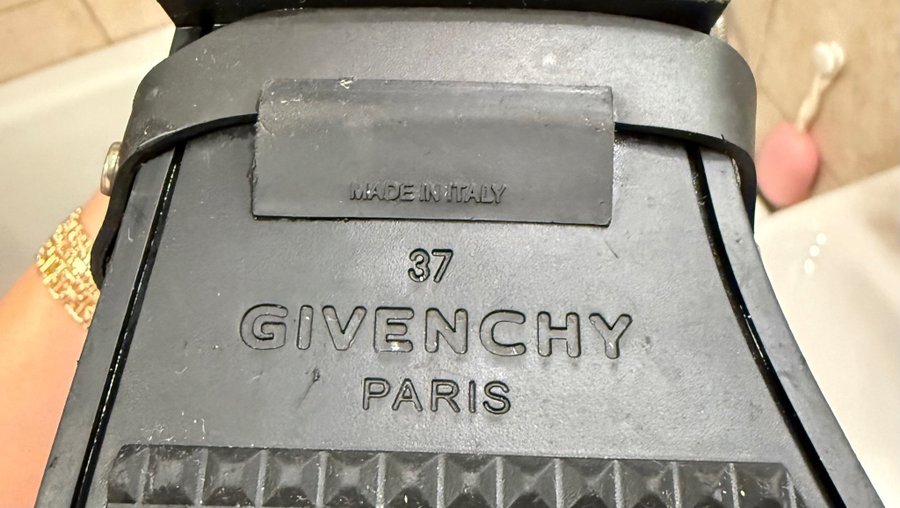 MADE IN ITALY
37
GIVENCHY
PARIS